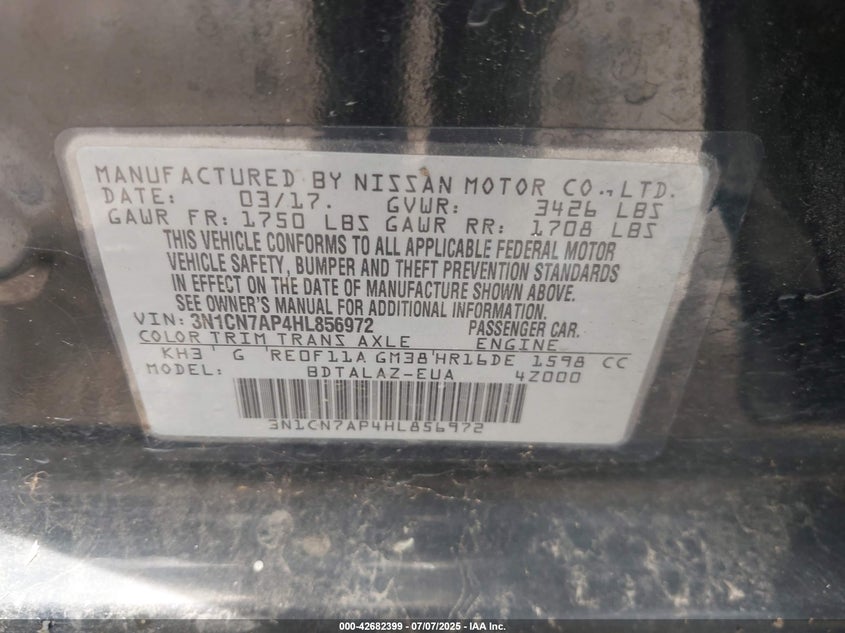 MANUFACTURED BY NISSAN MOTOR CO., LTD.
DATE: 03/17. GVWR: 3426 LBS
GAWR FR: 1750 LBS GAWR RR: 1708 LBS
THIS VEHICLE CONFORMS TO ALL APPLICABLE FEDERAL MOTOR
VEHICLE SAFETY, BUMPER AND THEFT PREVENTION STANDARDS
IN EFFECT ON THE DATE OF MANUFACTURE SHOWN ABOVE.
SEE OWNER'S MANUAL FOR ADDITIONAL INFORMATION.
VIN: 3N1CN7AP4HL856972 PASSENGER CAR.
COLOR TRIM TRANS AXLE ENGINE
KH3' G 'RE0F11A GM38'HR16DE 1598 CC
MODEL: BDTALAZ-EUA 4Z000
3N1CN7AP4HL856972
000-42682399 - 07/07/2025 - IAA Inc.